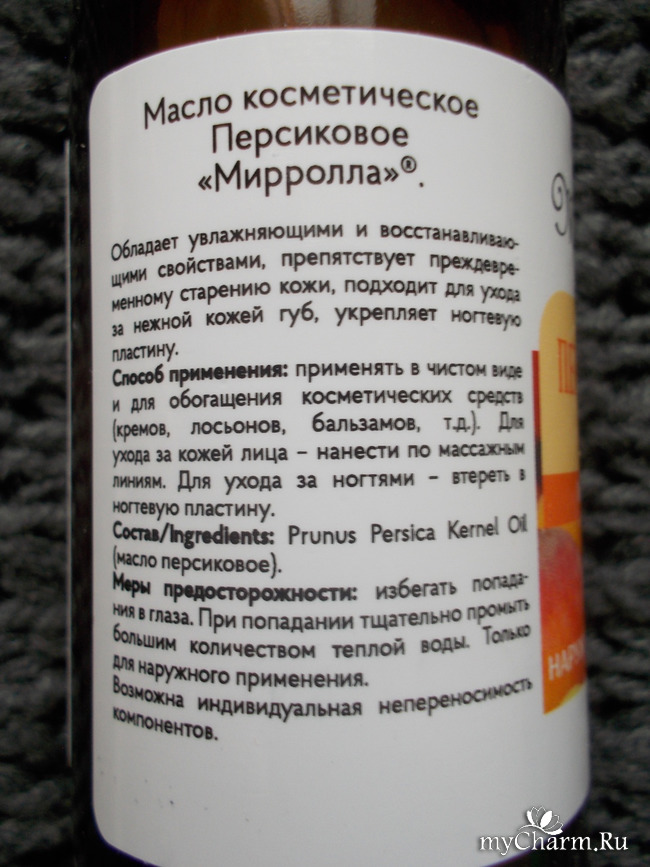 Масло косметическое
Персиковое
«Мирролла»®.
Обладает увлажняющими и восстанавливаю-
щими свойствами, препятствует преждевре-
менному старению кожи, подходит для ухода
за нежной кожей губ, укрепляет ногтевую
пластину.
Способ применения: применять в чистом виде
и для обогащения косметических средств
(кремов, лосьонов, бальзамов, т.д.). Для
ухода за кожей лица – нанести по массажным
линиям. Для ухода за ногтями – втереть в
ногтевую пластину.
Состав/Ingredients: Prunus Persica Kernel Oil
(масло персиковое).
Меры предосторожности: избегать попада-
ния в глаза. При попадании тщательно промыть
большим количеством теплой воды. Только
для наружного применения.
Возможна индивидуальная непереносимость
компонентов.
myCharm.Ru